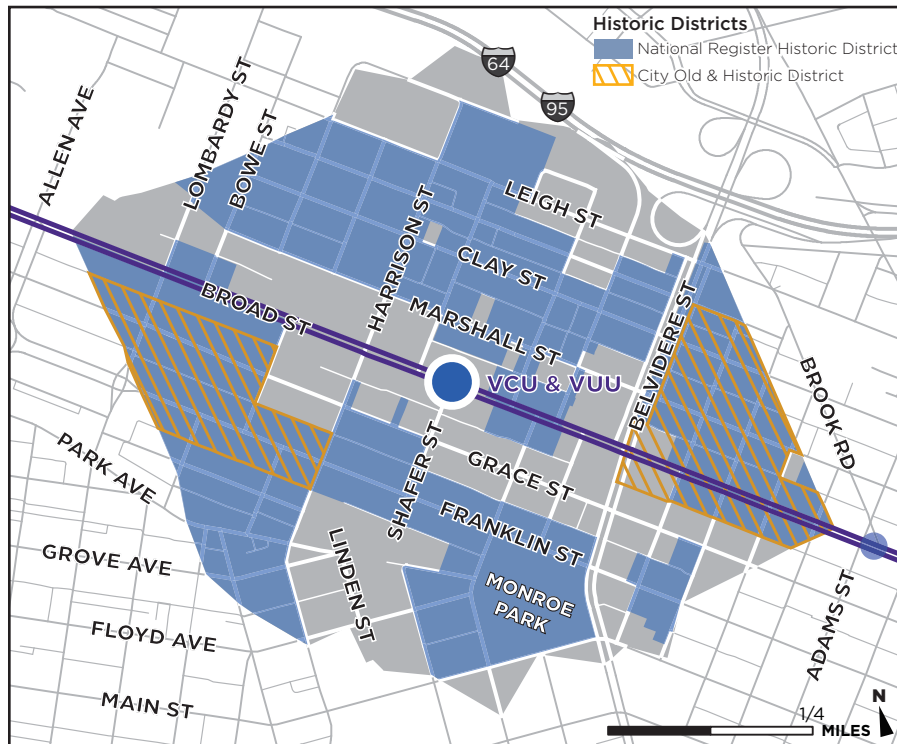 Historic Districts
National Register Historic District
City Old & Historic District
64
95
ALLEN AVE
LOMBARDY ST
BOWE ST
HARRISON ST
LEIGH ST
CLAY ST
MARSHALL ST
BROAD ST
VCU & VUU
BELVIDERE ST
BROOK RD
PARK AVE
SHAFER ST
GRACE ST
FRANKLIN ST
GROVE AVE
LINDEN ST
MONROE
PARK
FLOYD AVE
ADAMS ST
MAIN ST
N
1/4
MILES